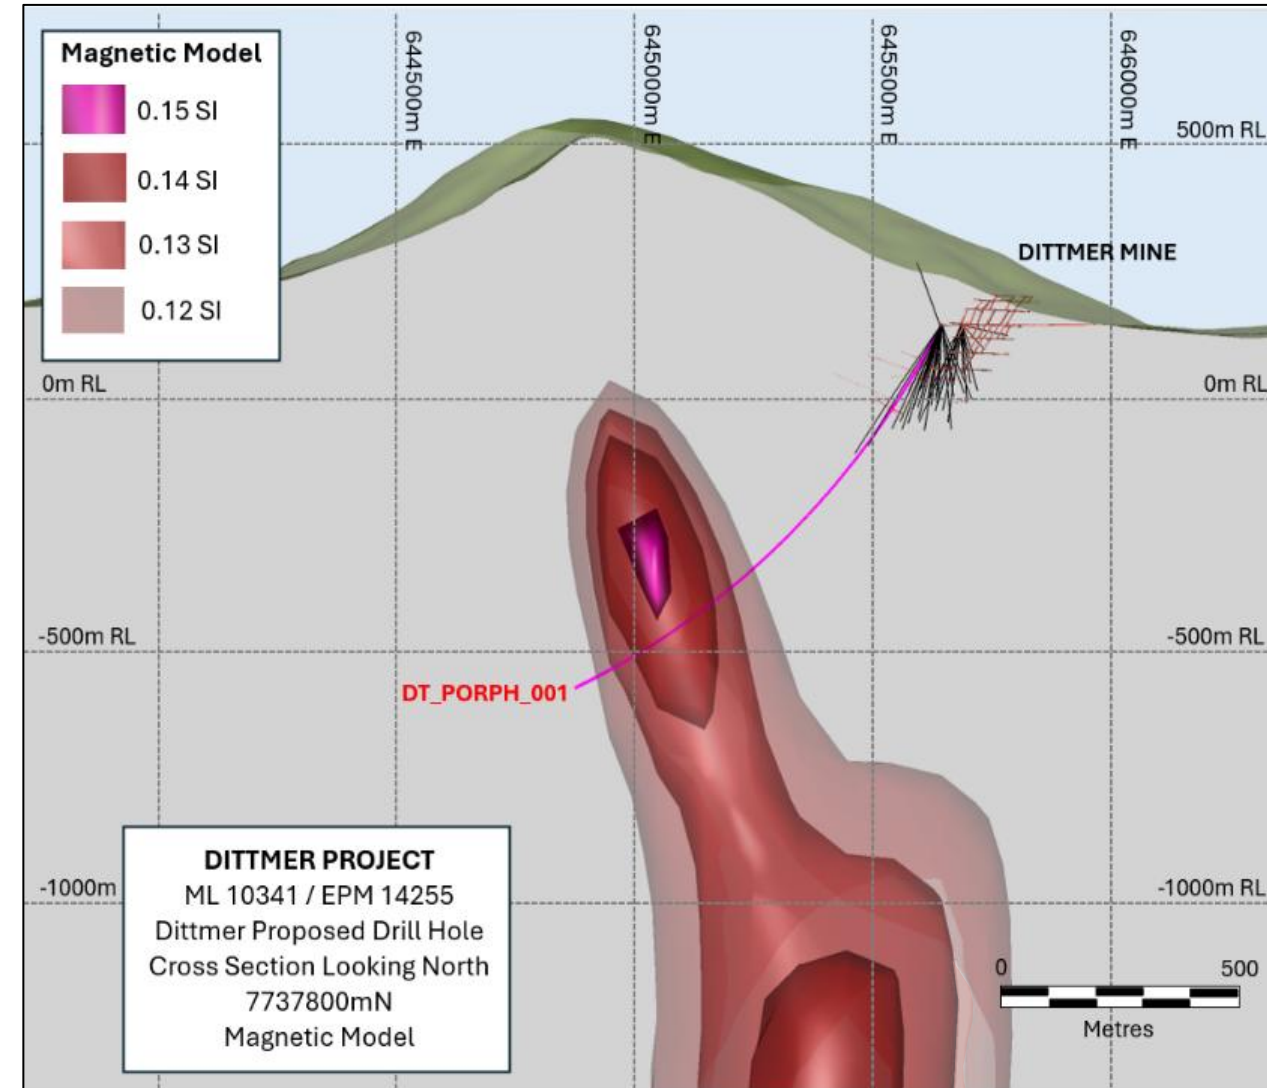 Magnetic Model
0.15 SI
0.14 SI
0.13 SI
0.12 SI
644500m E
645000m E
645500m E
646000m E
500m RL
DITTMER MINE
0m RL
0m RL
-500m RL
-500m RL
DT_PORPH_001
-1000m
-1000m RL
DITTMER PROJECT
ML 10341 / EPM 14255
Dittmer Proposed Drill Hole
Cross Section Looking North
7737800mN
Magnetic Model
0 500
Metres